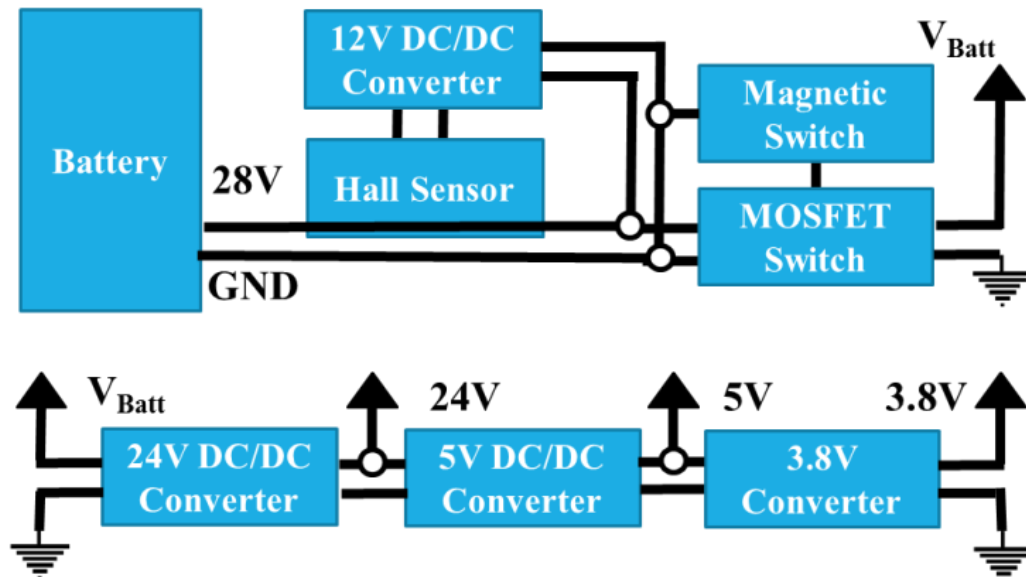 12V DC/DC
Converter
V_Batt
Magnetic
Switch
Battery
28V
Hall Sensor
MOSFET
Switch
GND
V_Batt
24V
5V
3.8V
24V DC/DC
Converter
5V DC/DC
Converter
3.8V
Converter